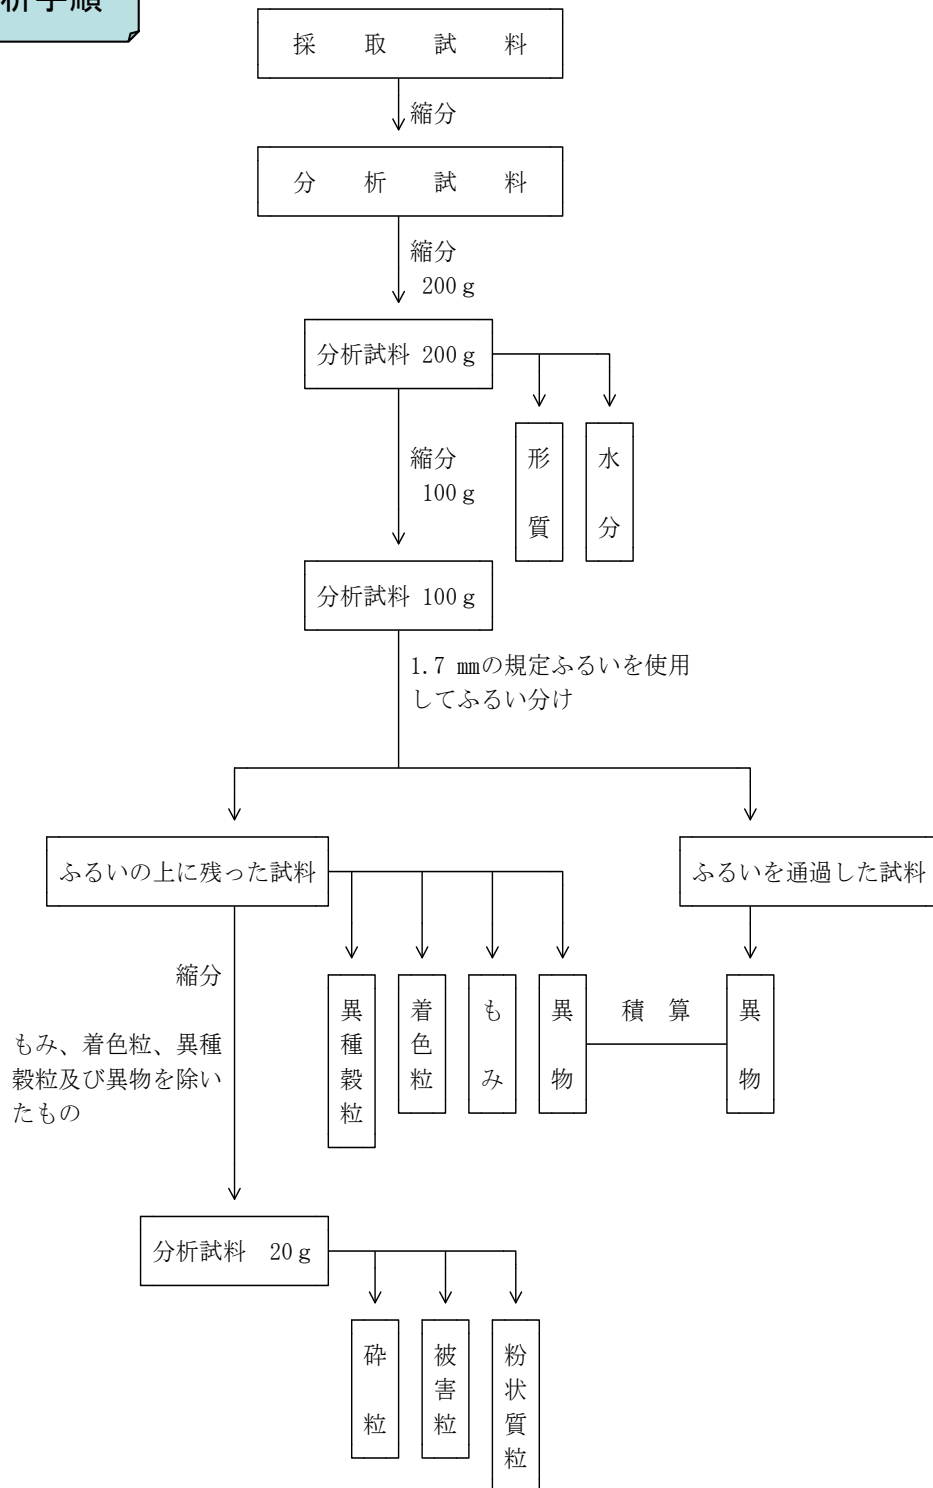 析手順
採取試料
縮分
分析試料
縮分
200ｇ
分析試料 200ｇ
形質
水分
縮分
100ｇ
分析試料 100ｇ
1.7 ㎜の規定ふるいを使用
してふるい分け
ふるいの上に残った試料
ふるいを通過した試料
縮分
もみ、着色粒、異種
穀粒及び異物を除い
たもの
異種穀粒
着色粒
もみ
異物
積算
異物
分析試料 20ｇ
砕粒
被害粒
粉状質粒